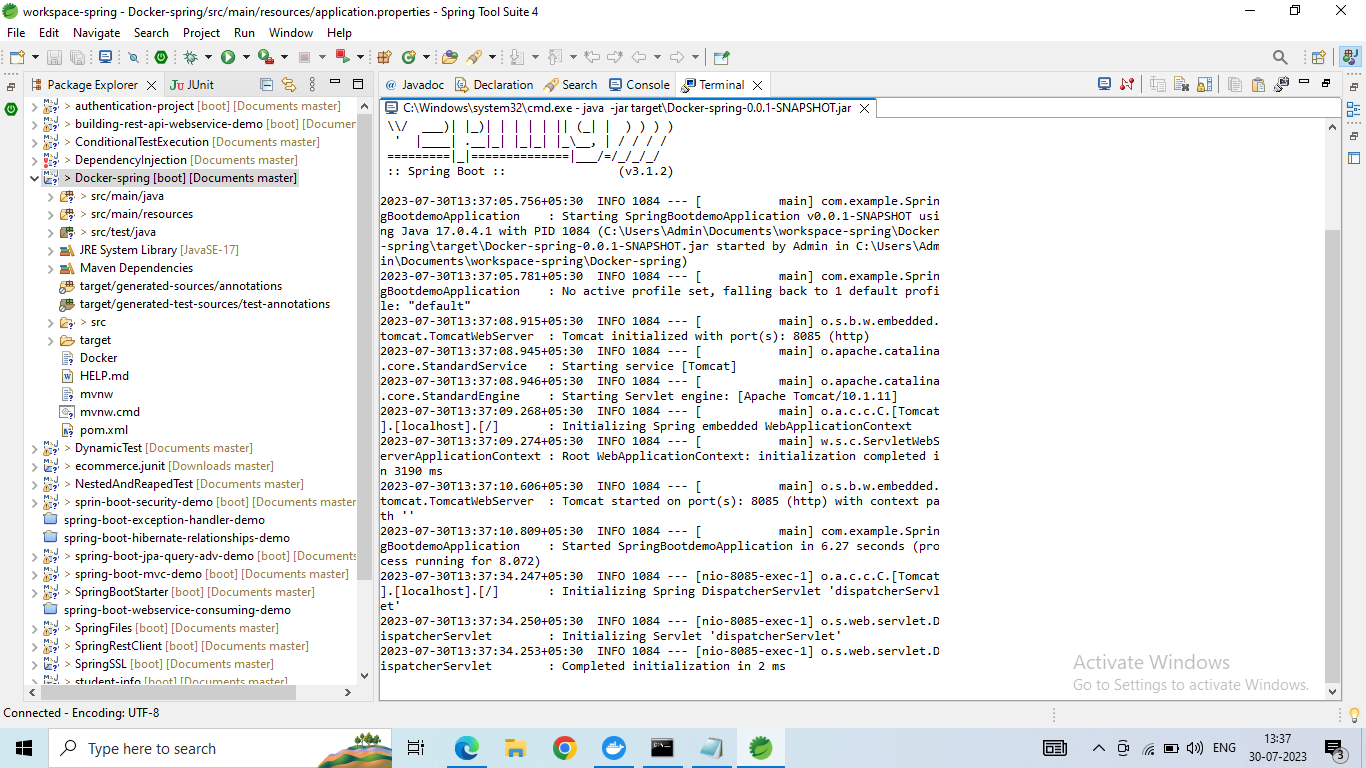 workspace-spring - Docker-spring/src/main/resources/application.properties - Spring Tool Suite 4
File Edit Navigate Search Project Run Window Help
Package Explorer JUnit
> authentication-project [boot] [Documents master]
> building-rest-api-webservice-demo [boot] [Documen
> ConditionalTestExecution [Documents master]
> DependencyInjection [Documents master]
> Docker-spring [boot] [Documents master]
> src/main/java
> src/main/resources
> src/test/java
JRE System Library [JavaSE-17]
Maven Dependencies
target/generated-sources/annotations
target/generated-test-sources/test-annotations
> src
target
Docker
HELP.md
mvnw
mvnw.cmd
pom.xml
> DynamicTest [Documents master]
> ecommerce.junit [Downloads master]
> NestedAndReapedTest [Documents master]
> sprin-boot-security-demo [boot] [Documents master
spring-boot-exception-handler-demo
spring-boot-hibernate-relationships-demo
> spring-boot-jpa-query-adv-demo [boot] [Documents
> spring-boot-mvc-demo [boot] [Documents master]
> SpringBootStarter [boot] [Documents master]
spring-boot-webservice-consuming-demo
> SpringFiles [boot] [Documents master]
> SpringRestClient [boot] [Documents master]
> SpringSSL [boot] [Documents master]
> student-info [boot] [Documents master]
Javadoc Declaration Search Console Terminal
C:\Windows\system32\cmd.exe - java -jar target\Docker-spring-0.0.1-SNAPSHOT.jar
\\/  ___)| |_)| | | | | || (_| |  ) ) ) )
'  |____| .__|_| |_|_| |_\__, | / / / /
=========|_|==============|___/=/_/_/_/
:: Spring Boot ::                (v3.1.2)
2023-07-30T13:37:05.756+05:30  INFO 1084 --- [           main] com.example.Sprin
gBootdemoApplication    : Starting SpringBootdemoApplication v0.0.1-SNAPSHOT usi
ng Java 17.0.4.1 with PID 1084 (C:\Users\Admin\Documents\workspace-spring\Docker
-spring\target\Docker-spring-0.0.1-SNAPSHOT.jar started by Admin in C:\Users\Adm
in\Documents\workspace-spring\Docker-spring)
2023-07-30T13:37:05.781+05:30  INFO 1084 --- [           main] com.example.Sprin
gBootdemoApplication    : No active profile set, falling back to 1 default profi
le: "default"
2023-07-30T13:37:08.915+05:30  INFO 1084 --- [           main] o.s.b.w.embedded.
tomcat.TomcatWebServer  : Tomcat initialized with port(s): 8085 (http)
2023-07-30T13:37:08.945+05:30  INFO 1084 --- [           main] o.apache.catalina
.core.StandardService   : Starting service [Tomcat]
2023-07-30T13:37:08.946+05:30  INFO 1084 --- [           main] o.apache.catalina
.core.StandardEngine    : Starting Servlet engine: [Apache Tomcat/10.1.11]
2023-07-30T13:37:09.268+05:30  INFO 1084 --- [           main] o.a.c.c.C.[Tomcat
].[localhost].[/]       : Initializing Spring embedded WebApplicationContext
2023-07-30T13:37:09.274+05:30  INFO 1084 --- [           main] w.s.c.ServletWebS
erverApplicationContext : Root WebApplicationContext: initialization completed i
n 3190 ms
2023-07-30T13:37:10.606+05:30  INFO 1084 --- [           main] o.s.b.w.embedded.
tomcat.TomcatWebServer  : Tomcat started on port(s): 8085 (http) with context pa
th ''
2023-07-30T13:37:10.809+05:30  INFO 1084 --- [           main] com.example.Sprin
gBootdemoApplication    : Started SpringBootdemoApplication in 6.27 seconds (pro
cess running for 8.072)
2023-07-30T13:37:34.247+05:30  INFO 1084 --- [nio-8085-exec-1] o.a.c.c.C.[Tomcat
].[localhost].[/]       : Initializing Spring DispatcherServlet 'dispatcherServl
et'
2023-07-30T13:37:34.250+05:30  INFO 1084 --- [nio-8085-exec-1] o.s.web.servlet.D
ispatcherServlet        : Initializing Servlet 'dispatcherServlet'
2023-07-30T13:37:34.253+05:30  INFO 1084 --- [nio-8085-exec-1] o.s.web.servlet.D
ispatcherServlet        : Completed initialization in 2 ms
Activate Windows
Go to Settings to activate Windows.
Connected - Encoding: UTF-8
Type here to search
ENG
13:37
30-07-2023
3